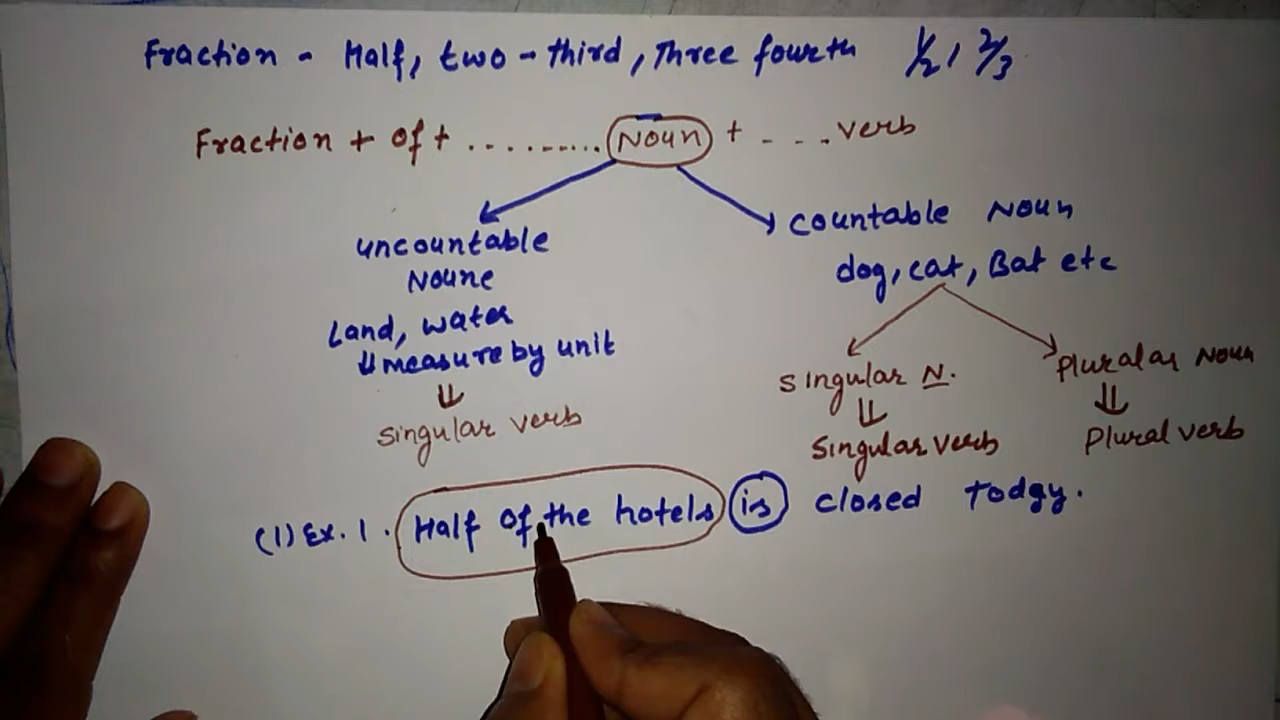 Fraction - Half, two-third, Three fourth 1/2, 2/3
Fraction + of + .......... Noun + - - - verb
uncountable
Noune
Land, water
⇓ measure by unit
⇓
singular verb
countable Noun
dog, cat, Bat etc
singular N.
⇓
singular verb
Pluralar Noun
⇓
Plural verb
(1) Ex. 1. Half of the hotels is closed Today.